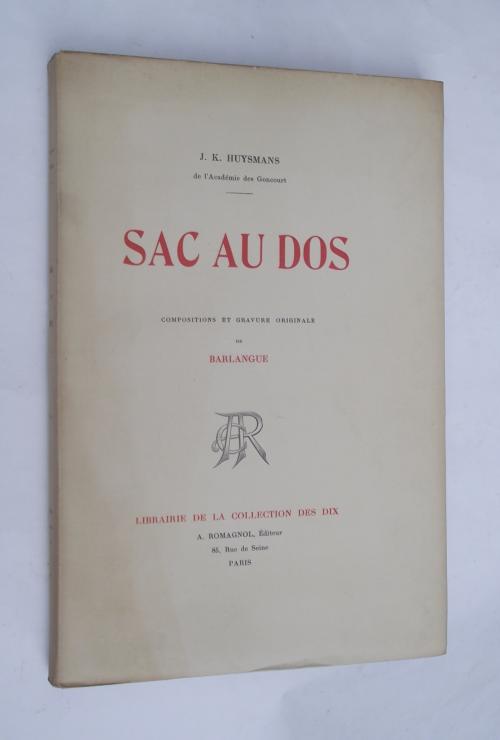 J. K. HUYSMANS
de l'Académie des Goncourt
SAC AU DOS
COMPOSITIONS ET GRAVURE ORIGINALE
DE
BARLANGUE
LIBRAIRIE DE LA COLLECTION DES DIX
A. ROMAGNOL, Éditeur
85, Rue de Seine
PARIS